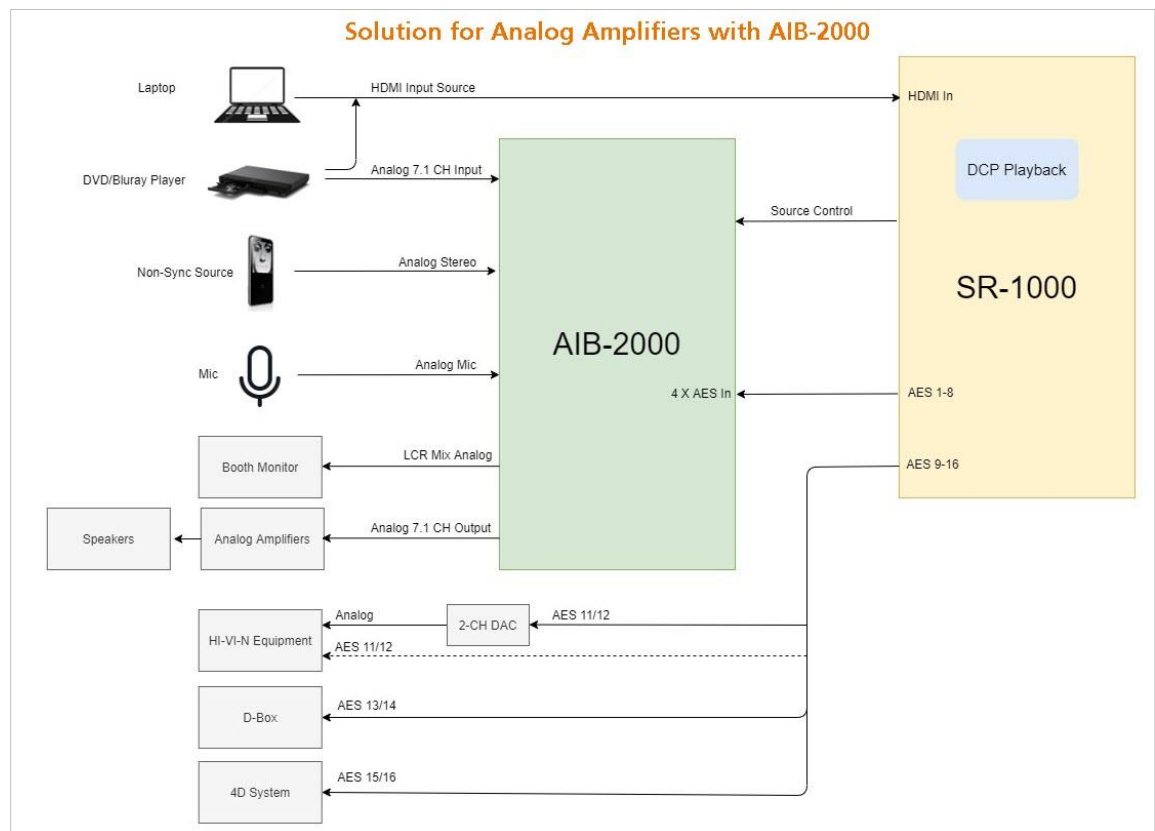 Solution for Analog Amplifiers with AIB-2000
Laptop
HDMI Input Source
HDMI In
DVD/Bluray Player
Analog 7.1 CH Input
DCP Playback
Source Control
Non-Sync Source
Analog Stereo
SR-1000
AIB-2000
Mic
Analog Mic
4 X AES In
AES 1-8
Booth Monitor
LCR Mix Analog
AES 9-16
Speakers
Analog Amplifiers
Analog 7.1 CH Output
HI-VI-N Equipment
Analog
2-CH DAC
AES 11/12
AES 11/12
D-Box
AES 13/14
4D System
AES 15/16